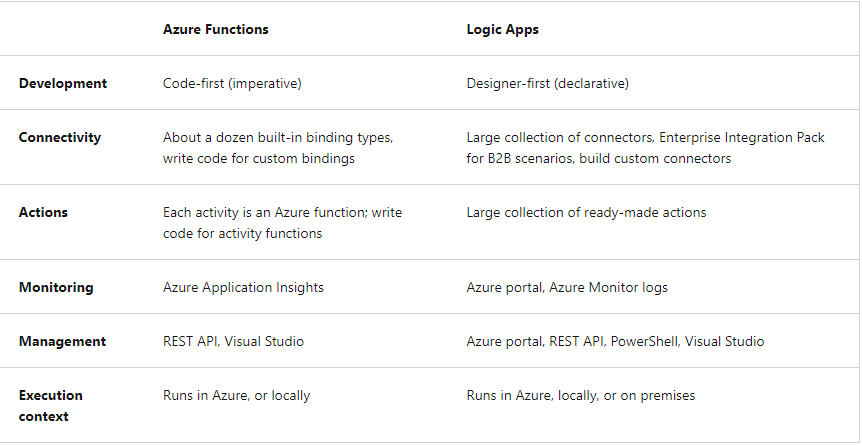 Azure Functions Logic Apps
Development Code-first (imperative) Designer-first (declarative)
Connectivity About a dozen built-in binding types, Large collection of connectors, Enterprise Integration Pack
write code for custom bindings for B2B scenarios, build custom connectors
Actions Each activity is an Azure function; write Large collection of ready-made actions
code for activity functions
Monitoring Azure Application Insights Azure portal, Azure Monitor logs
Management REST API, Visual Studio Azure portal, REST API, PowerShell, Visual Studio
Execution Runs in Azure, or locally Runs in Azure, locally, or on premises
context